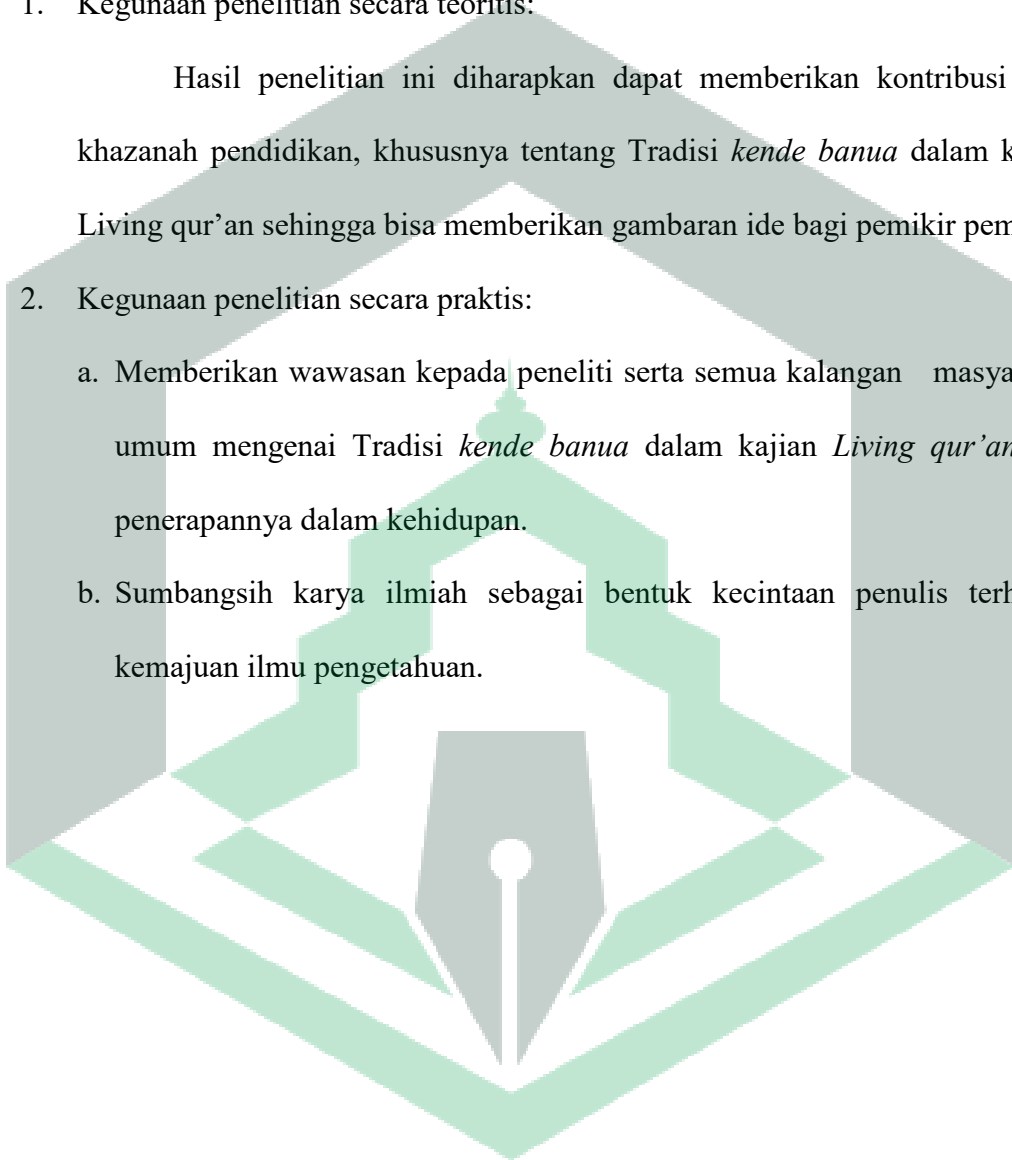 1. Kegunaan penelitian secara teoritis:
Hasil penelitian ini diharapkan dapat memberikan kontribusi
khazanah pendidikan, khususnya tentang Tradisi kende banua dalam
Living qur’an sehingga bisa memberikan gambaran ide bagi pemikir
2. Kegunaan penelitian secara praktis:
a. Memberikan wawasan kepada peneliti serta semua kalangan
umum mengenai Tradisi kende banua dalam kajian Living qur’an
penerapannya dalam kehidupan.
b. Sumbangsih karya ilmiah sebagai bentuk kecintaan penulis
kemajuan ilmu pengetahuan.